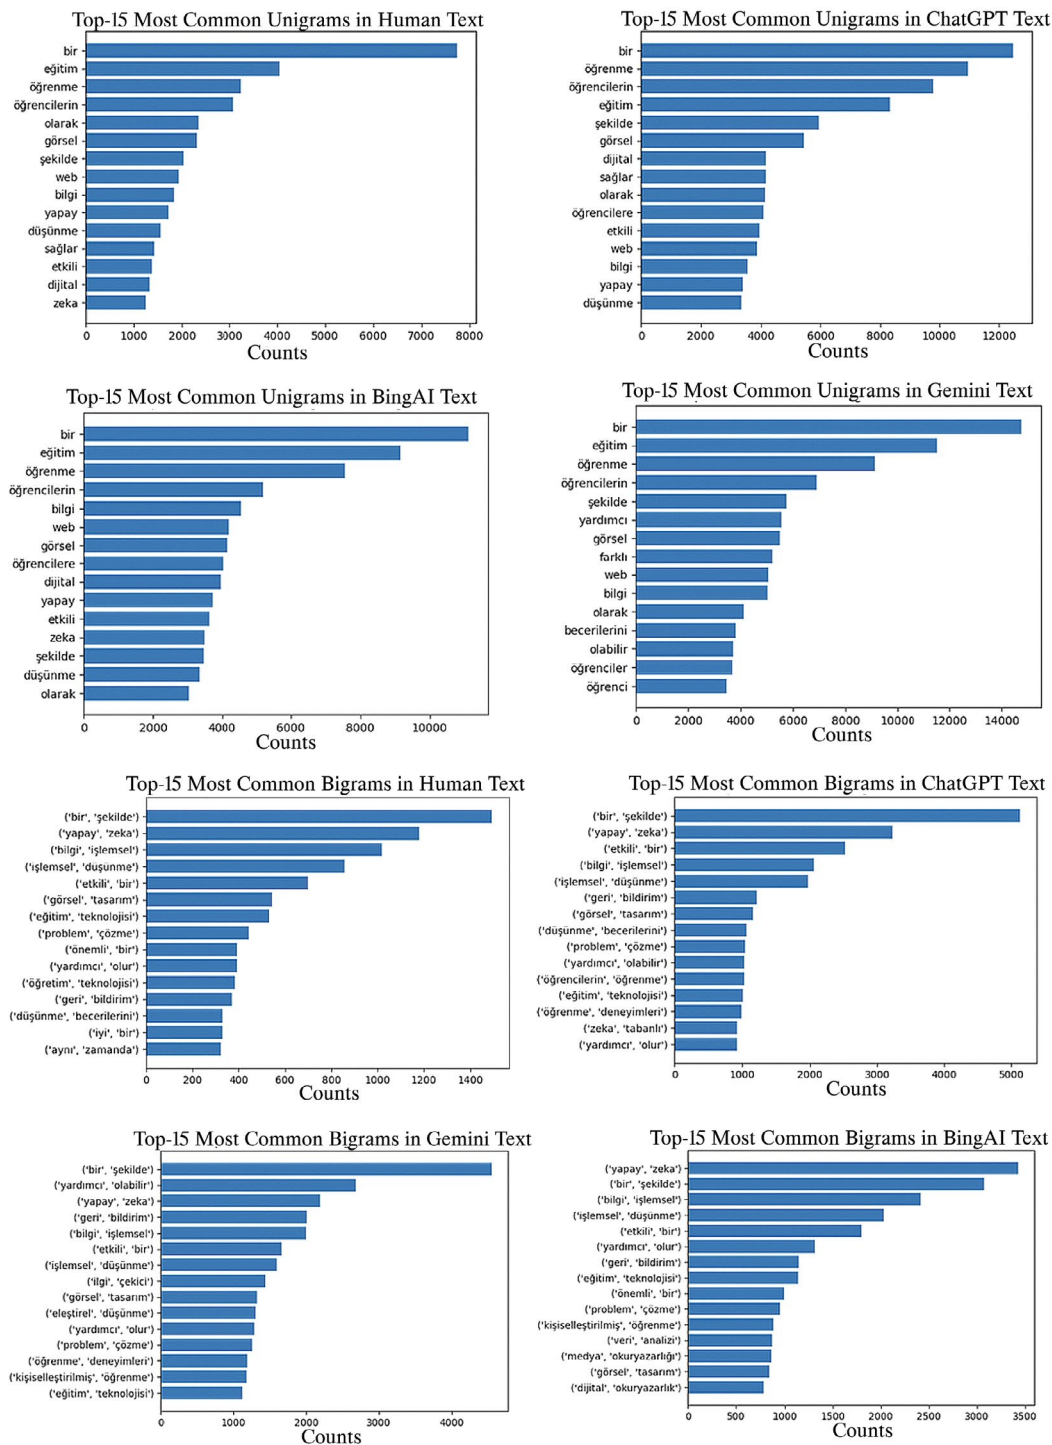 Top-15 Most Common Unigrams in Human Text
bir
eğitim
öğrenme
öğrencilerin
olarak
görsel
şekilde
web
bilgi
yapay
düşünme
sağlar
etkili
dijital
zeka
0 1000 2000 3000 4000 5000 6000 7000 8000
Counts
Top-15 Most Common Unigrams in ChatGPT Text
bir
öğrenme
öğrencilerin
eğitim
şekilde
görsel
dijital
sağlar
olarak
öğrencilere
etkili
web
bilgi
yapay
düşünme
0 2000 4000 6000 8000 10000 12000
Counts
Top-15 Most Common Unigrams in BingAI Text
bir
eğitim
öğrenme
öğrencilerin
bilgi
web
görsel
öğrencilere
dijital
yapay
etkili
zeka
şekilde
düşünme
olarak
0 2000 4000 6000 8000 10000
Counts
Top-15 Most Common Unigrams in Gemini Text
bir
eğitim
öğrenme
öğrencilerin
şekilde
yardımcı
görsel
farklı
web
bilgi
olarak
becerilerini
olabilir
öğrenciler
öğrenci
0 2000 4000 6000 8000 10000 12000 14000
Counts
Top-15 Most Common Bigrams in Human Text
('bir', 'şekilde')
('yapay', 'zeka')
('bilgi', 'işlemsel')
('işlemsel', 'düşünme')
('etkili', 'bir')
('görsel', 'tasarım')
('eğitim', 'teknolojisi')
('problem', 'çözme')
('önemli', 'bir')
('yardımcı', 'olur')
('öğretim', 'teknolojisi')
('geri', 'bildirim')
('düşünme', 'becerilerini')
('iyi', 'bir')
('aynı', 'zamanda')
0 200 400 600 800 1000 1200 1400
Counts
Top-15 Most Common Bigrams in ChatGPT Text
('bir', 'şekilde')
('yapay', 'zeka')
('etkili', 'bir')
('bilgi', 'işlemsel')
('işlemsel', 'düşünme')
('geri', 'bildirim')
('görsel', 'tasarım')
('düşünme', 'becerilerini')
('problem', 'çözme')
('yardımcı', 'olabilir')
('öğrencilerin', 'öğrenme')
('eğitim', 'teknolojisi')
('öğrenme', 'deneyimleri')
('zeka', 'tabanlı')
('yardımcı', 'olur')
0 1000 2000 3000 4000 5000
Counts
Top-15 Most Common Bigrams in Gemini Text
('bir', 'şekilde')
('yardımcı', 'olabilir')
('yapay', 'zeka')
('geri', 'bildirim')
('bilgi', 'işlemsel')
('etkili', 'bir')
('işlemsel', 'düşünme')
('ilgi', 'çekici')
('görsel', 'tasarım')
('eleştirel', 'düşünme')
('yardımcı', 'olur')
('problem', 'çözme')
('öğrenme', 'deneyimleri')
('kişiselleştirilmiş', 'öğrenme')
('eğitim', 'teknolojisi')
0 1000 2000 3000 4000
Counts
Top-15 Most Common Bigrams in BingAI Text
('yapay', 'zeka')
('bir', 'şekilde')
('bilgi', 'işlemsel')
('işlemsel', 'düşünme')
('etkili', 'bir')
('yardımcı', 'olur')
('geri', 'bildirim')
('eğitim', 'teknolojisi')
('önemli', 'bir')
('problem', 'çözme')
('kişiselleştirilmiş', 'öğrenme')
('veri', 'analizi')
('medya', 'okuryazarlığı')
('görsel', 'tasarım')
('dijital', 'okuryazarlık')
0 500 1000 1500 2000 2500 3000 3500
Counts